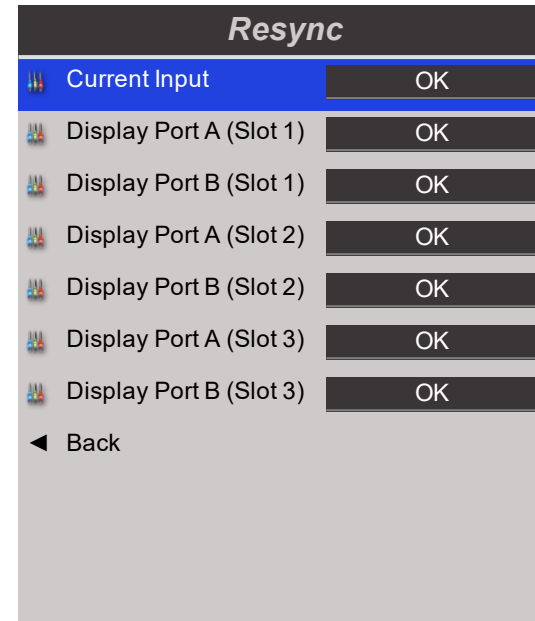 Resync
Current Input OK
Display Port A (Slot 1) OK
Display Port B (Slot 1) OK
Display Port A (Slot 2) OK
Display Port B (Slot 2) OK
Display Port A (Slot 3) OK
Display Port B (Slot 3) OK
◄ Back